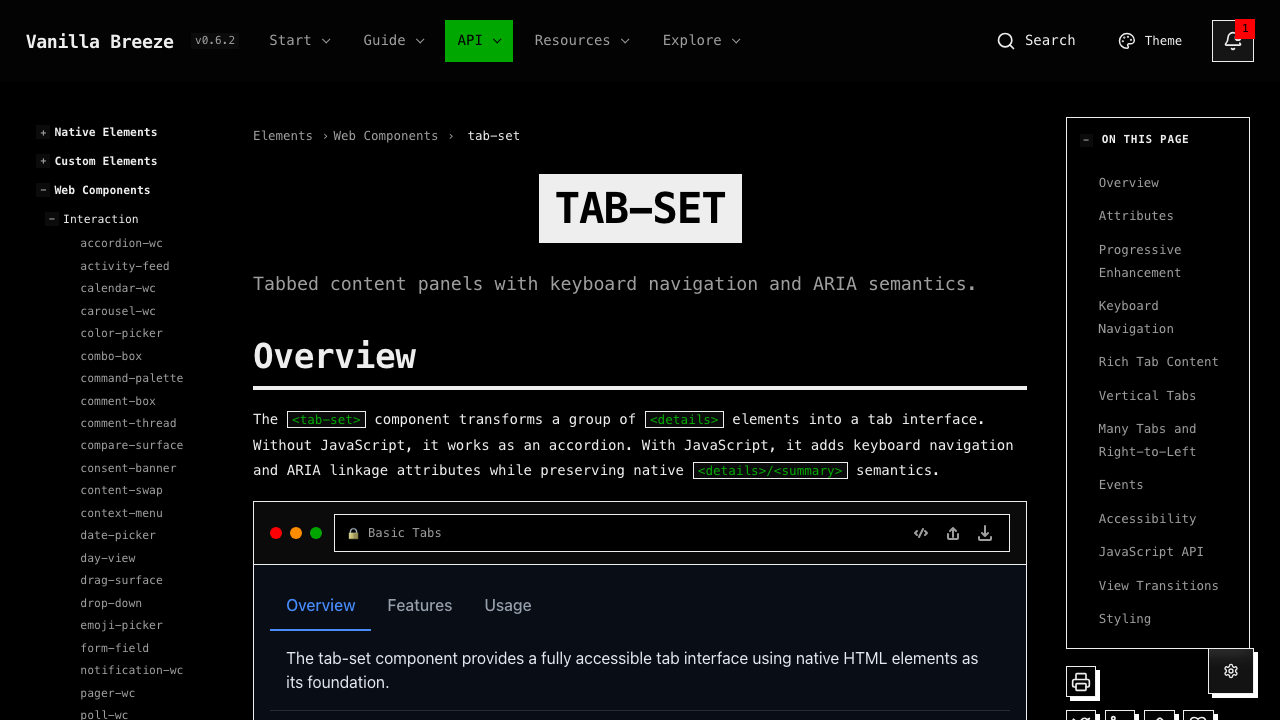 Vanilla Breeze v0.6.2 Start Guide API Resources Explore Search Theme 1
+ Native Elements
+ Custom Elements
− Web Components
− Interaction
accordion-wc
activity-feed
calendar-wc
carousel-wc
color-picker
combo-box
command-palette
comment-box
comment-thread
compare-surface
consent-banner
content-swap
context-menu
date-picker
day-view
drag-surface
drop-down
emoji-picker
form-field
notification-wc
pager-wc
poll-wc
Elements › Web Components › tab-set
TAB-SET
Tabbed content panels with keyboard navigation and ARIA semantics.
Overview
The <tab-set> component transforms a group of <details> elements into a tab interface.
Without JavaScript, it works as an accordion. With JavaScript, it adds keyboard navigation
and ARIA linkage attributes while preserving native <details>/<summary> semantics.
Basic Tabs
Overview Features Usage
The tab-set component provides a fully accessible tab interface using native HTML elements as
its foundation.
− ON THIS PAGE
Overview
Attributes
Progressive
Enhancement
Keyboard
Navigation
Rich Tab Content
Vertical Tabs
Many Tabs and
Right-to-Left
Events
Accessibility
JavaScript API
View Transitions
Styling